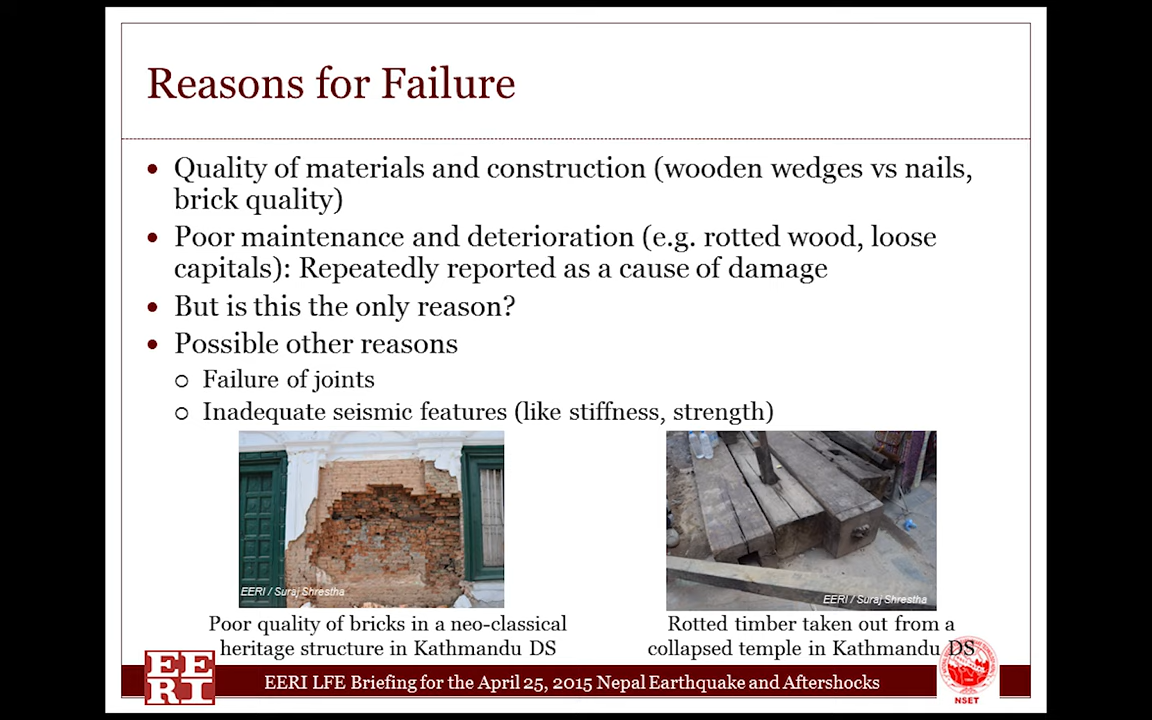 Reasons for Failure
Quality of materials and construction (wooden wedges vs nails,
brick quality)
Poor maintenance and deterioration (e.g. rotted wood, loose
capitals): Repeatedly reported as a cause of damage
But is this the only reason?
Possible other reasons
Failure of joints
Inadequate seismic features (like stiffness, strength)
EERI / Suraj Shrestha
EERI / Suraj Shrestha
Poor quality of bricks in a neo-classical
heritage structure in Kathmandu DS
Rotted timber taken out from a
collapsed temple in Kathmandu DS
EE
RI
EERI LFE Briefing for the April 25, 2015 Nepal Earthquake and Aftershocks
NSET